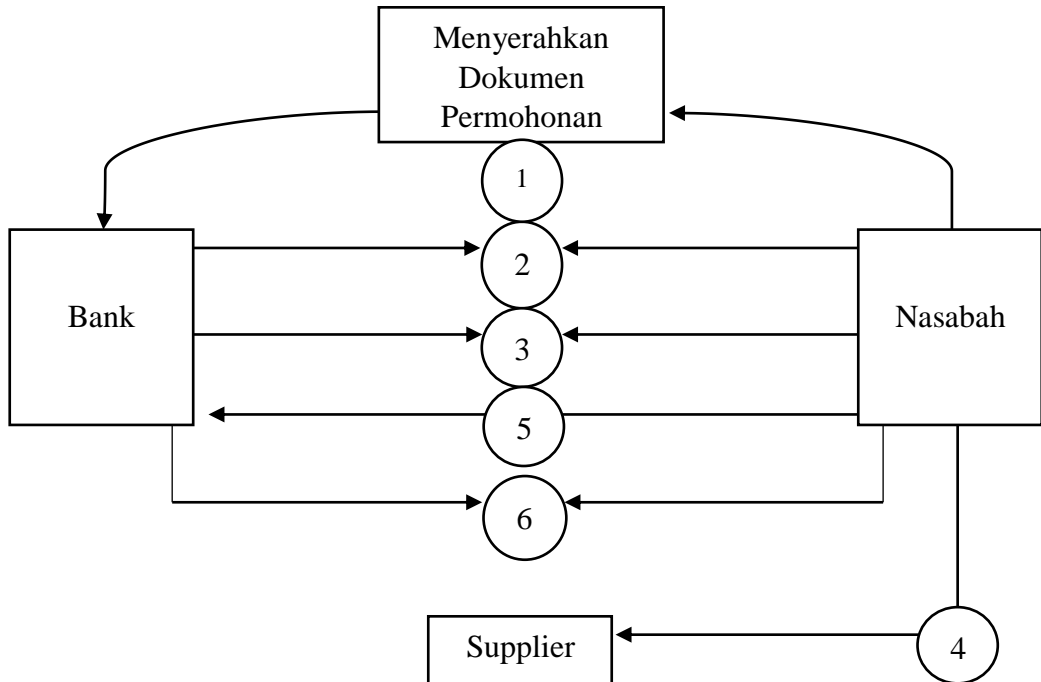 Menyerahkan
Dokumen
Permohonan
1
2
Bank
Nasabah
3
5
6
Supplier
4